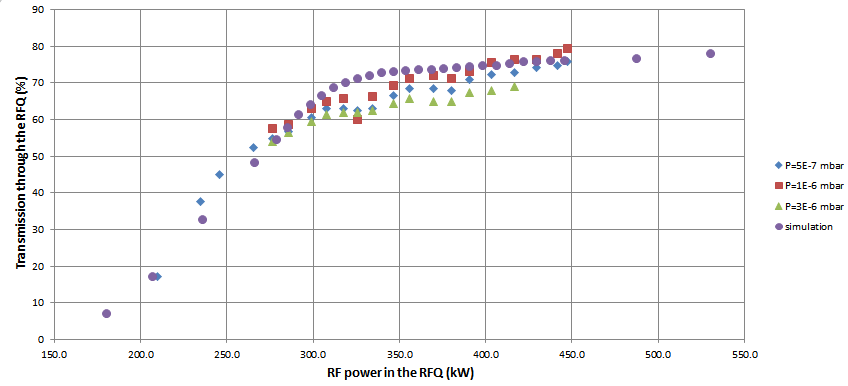 90
80
70
60
50
40
30
20
10
0
Transmission through the RFQ (%)
150.0 200.0 250.0 300.0 350.0 400.0 450.0 500.0 550.0
RF power in the RFQ (kW)
P=5E-7 mbar
P=1E-6 mbar
P=3E-6 mbar
simulation